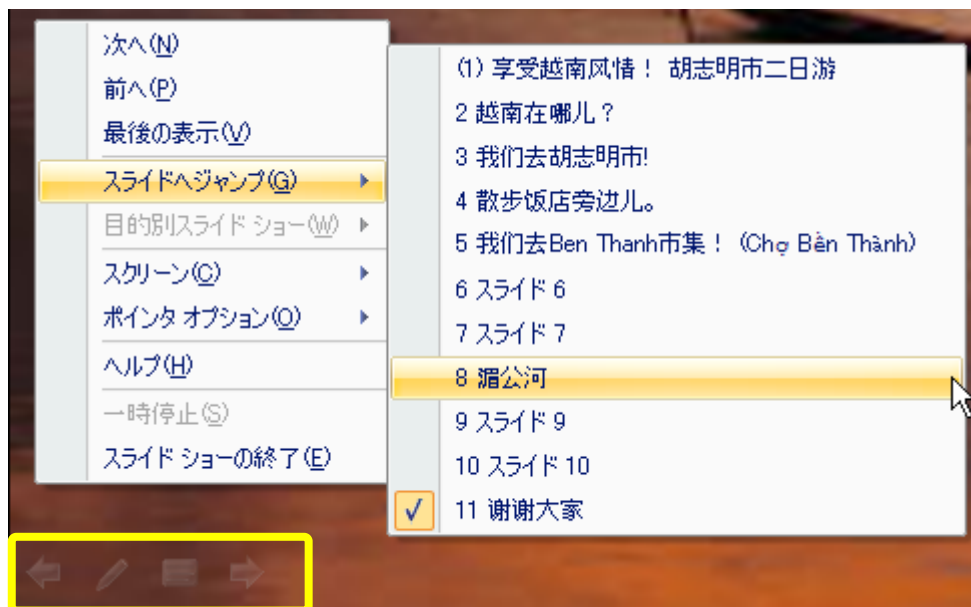 次へ(N)
前へ(P)
最後の表示(V)
スライドへジャンプ(G)
目的別スライド ショー(W)
スクリーン(C)
ポインタ オプション(O)
ヘルプ(H)
一時停止(S)
スライド ショーの終了(E)
(1) 享受越南风情！ 胡志明市二日游
2 越南在哪儿？
3 我们去胡志明市!
4 散步饭店旁边儿。
5 我们去Ben Thanh市集！ (Chợ Bến Thành)
6 スライド 6
7 スライド 7
8 湄公河
9 スライド 9
10 スライド 10
11 谢谢大家